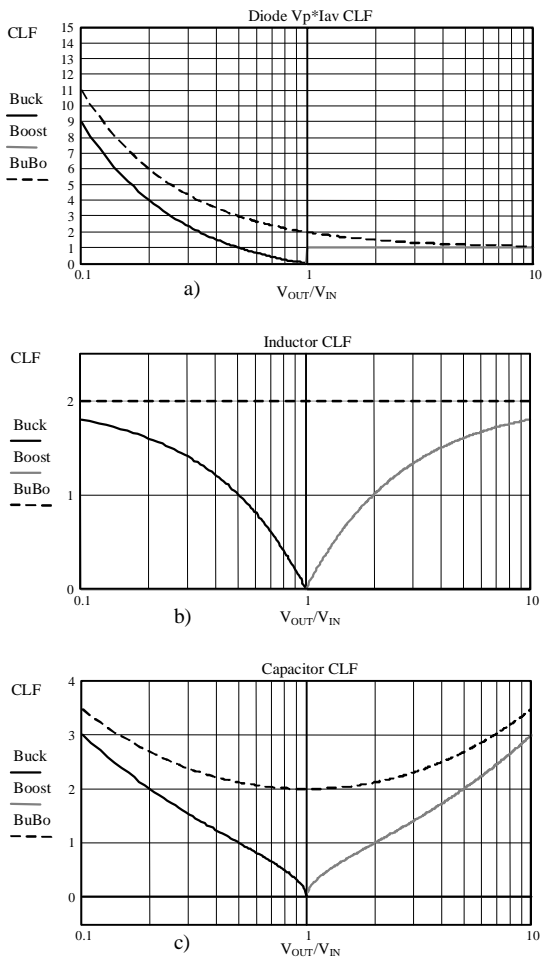 Diode Vp*Iav CLF
CLF
Buck
Boost
BuBo
15
14
13
12
11
10
9
8
7
6
5
4
3
2
1
0
0.1 1 10
a) VOUT/VIN
Inductor CLF
CLF
Buck
Boost
BuBo
2
1
0
0.1 1 10
b) VOUT/VIN
Capacitor CLF
CLF
Buck
Boost
BuBo
4
3
2
1
0
0.1 1 10
c) VOUT/VIN